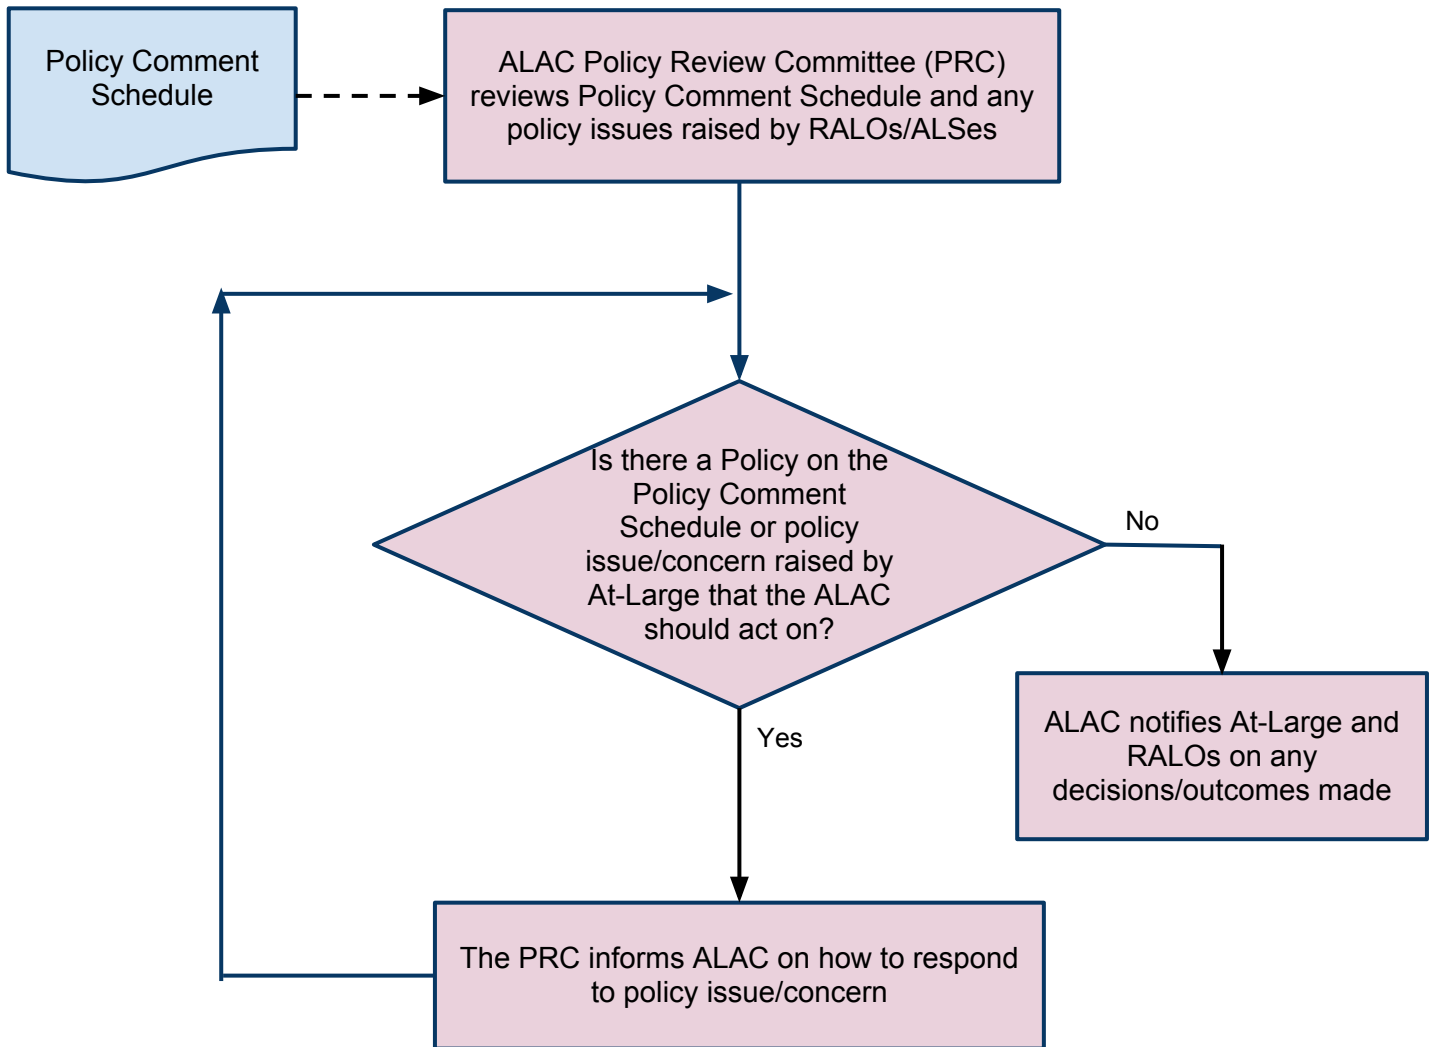 Policy Comment
Schedule
ALAC Policy Review Committee (PRC)
reviews Policy Comment Schedule and any
policy issues raised by RALOs/ALSes
Is there a Policy on the
Policy Comment
Schedule or policy
issue/concern raised by
At-Large that the ALAC
should act on?
No
Yes
ALAC notifies At-Large and
RALOs on any
decisions/outcomes made
The PRC informs ALAC on how to respond
to policy issue/concern